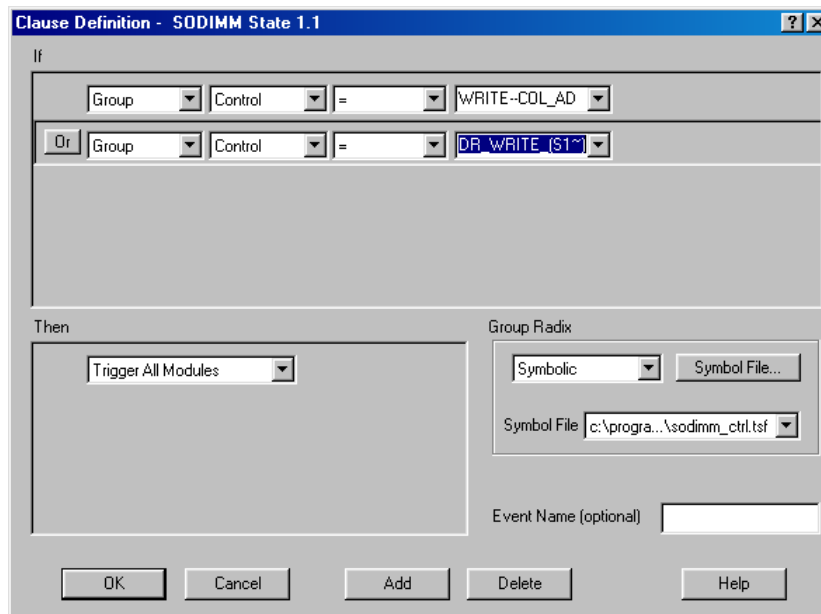 Clause Definition - SODIMM State 1.1
If
Group Control = WRITE--COL_AD
Or Group Control = DR_WRITE_(S1~)
Then
Trigger All Modules
Group Radix
Symbolic Symbol File...
Symbol File c:\progra...\sodimm_ctrl.tsf
Event Name (optional)
OK Cancel Add Delete Help